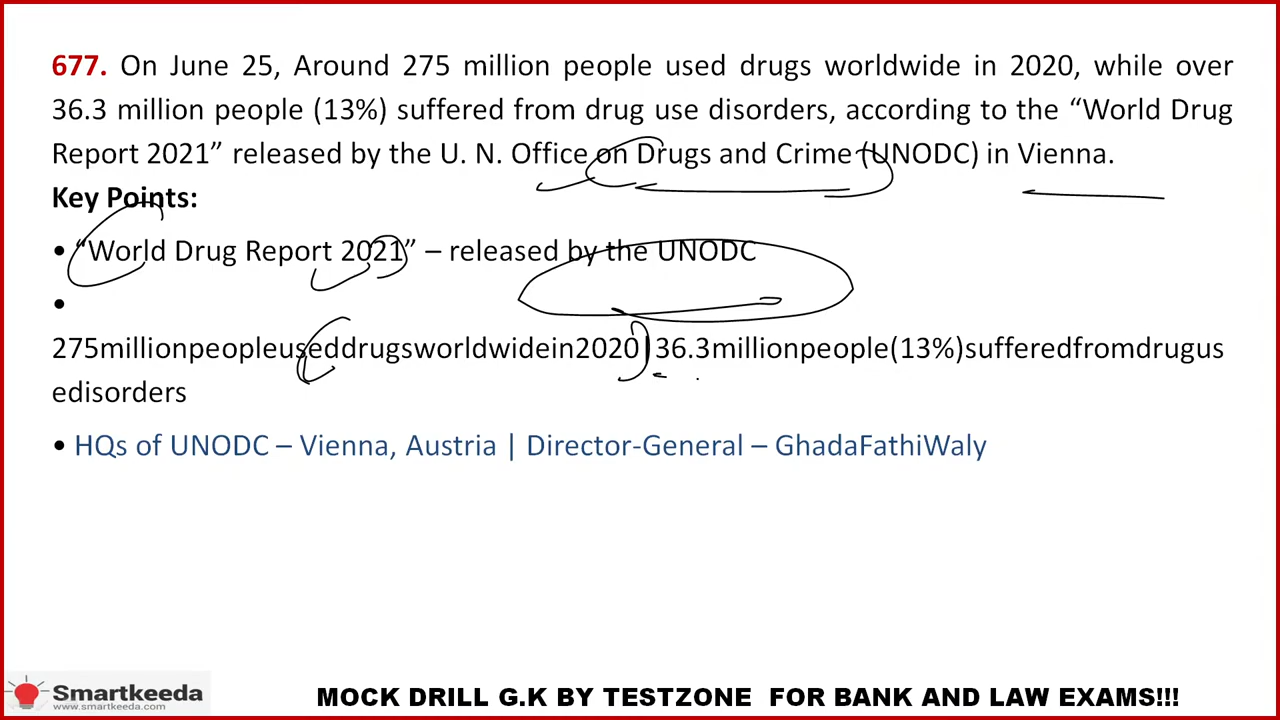 677. On June 25, Around 275 million people used drugs worldwide in 2020, while over
36.3 million people (13%) suffered from drug use disorders, according to the “World Drug
Report 2021” released by the U. N. Office on Drugs and Crime (UNODC) in Vienna.
Key Points:
• “World Drug Report 2021” – released by the UNODC
•
275millionpeopleuseddrugsworldwidein2020|36.3millionpeople(13%)sufferedfromdrugus
edisorders
• HQs of UNODC – Vienna, Austria | Director-General – GhadaFathiWaly
Smartkeeda
www.smartkeeda.com
MOCK DRILL G.K BY TESTZONE FOR BANK AND LAW EXAMS!!!